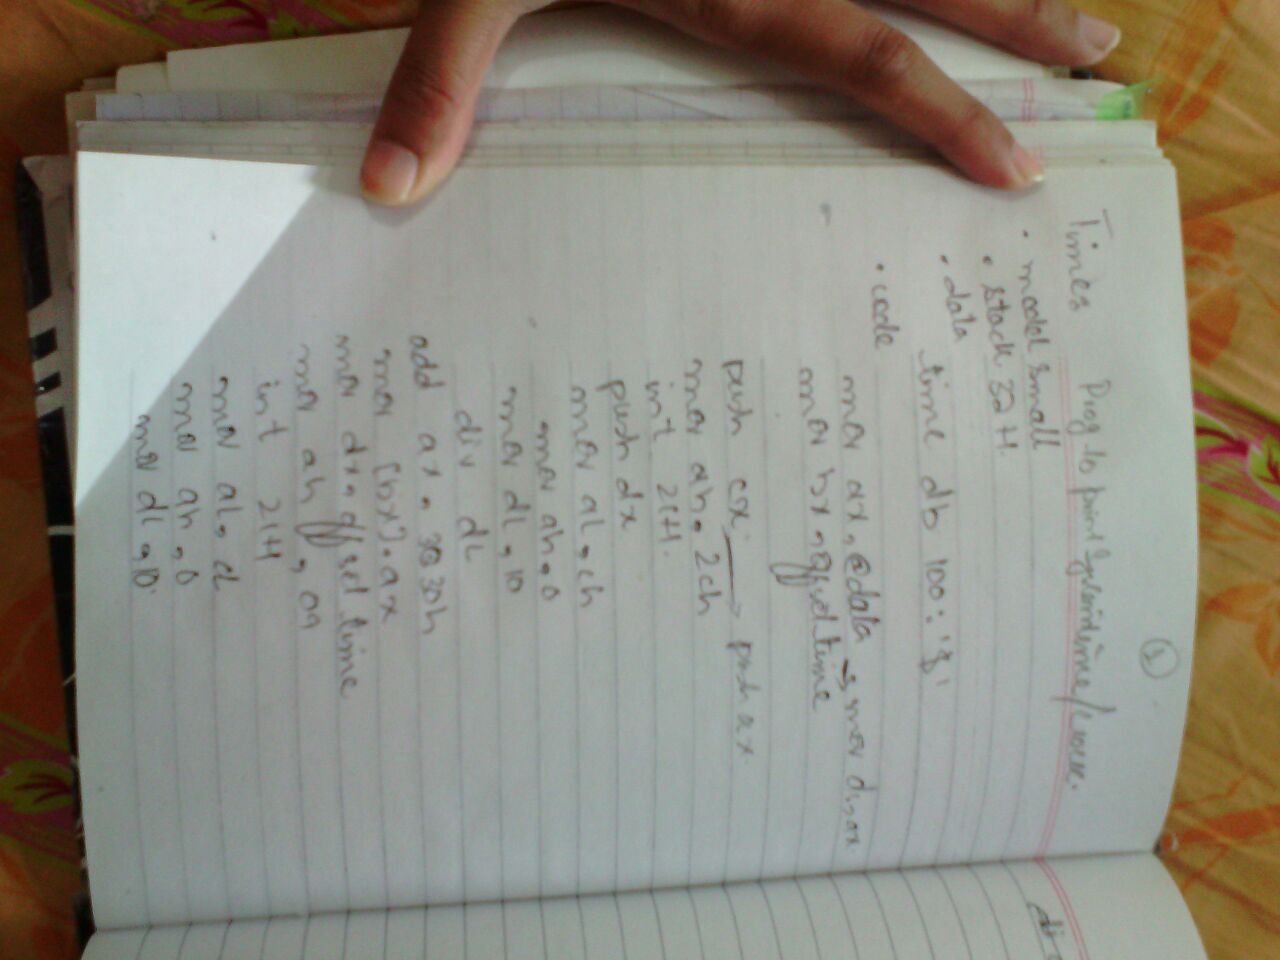 ①
Times Prog to print system time/
.model small
.stack 32H
.data
time db 100: '$'
.code
mov ax, @data → mov ds, ax
mov bx, offset time
push cx → push ax
mov ah, 2ch
int 21H.
push dx
mov al, ch
mov ah, 0
mov dl, 10
div dl
add ax, 3030h
mov [bx], ax
mov dx, offset time
mov ah, 09
int 21H
mov al, cl
mov ah, 0
mov dl, 10.